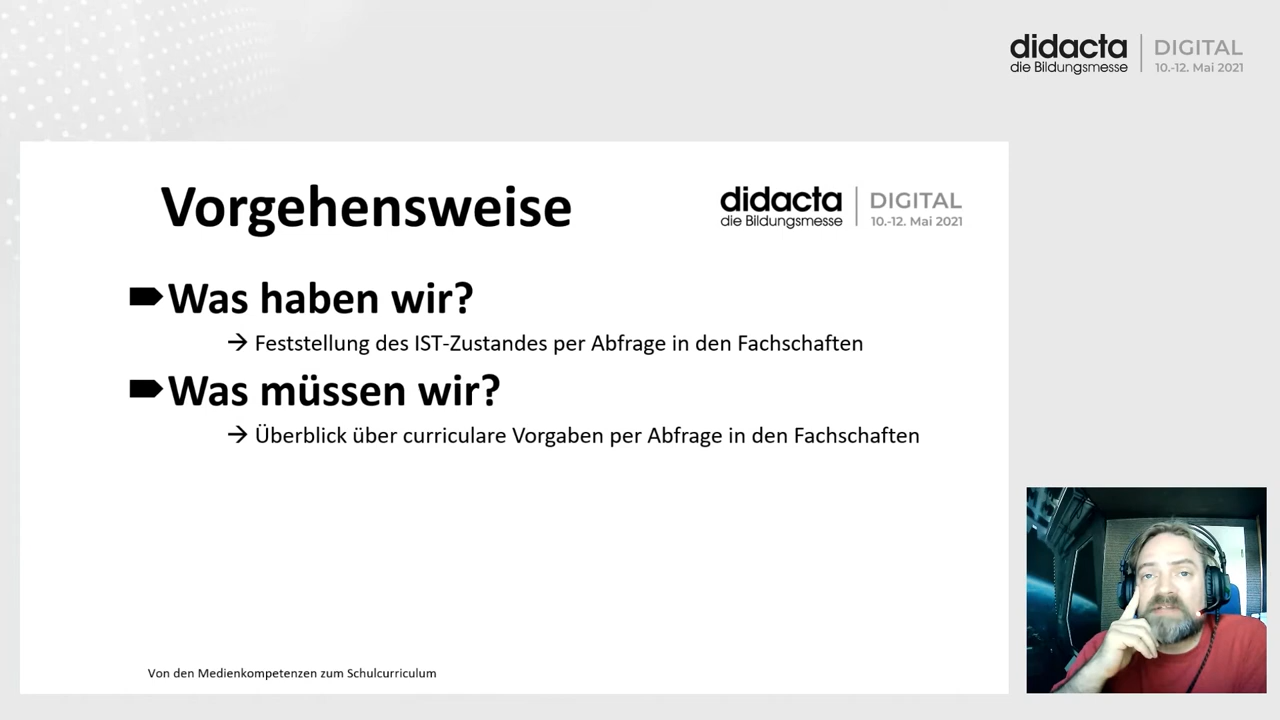 didacta DIGITAL
die Bildungsmesse 10.-12. Mai 2021
Vorgehensweise
didacta DIGITAL
die Bildungsmesse 10.-12. Mai 2021
Was haben wir?
→ Feststellung des IST-Zustandes per Abfrage in den Fachschaften
Was müssen wir?
→ Überblick über curriculare Vorgaben per Abfrage in den Fachschaften
Von den Medienkompetenzen zum Schulcurriculum